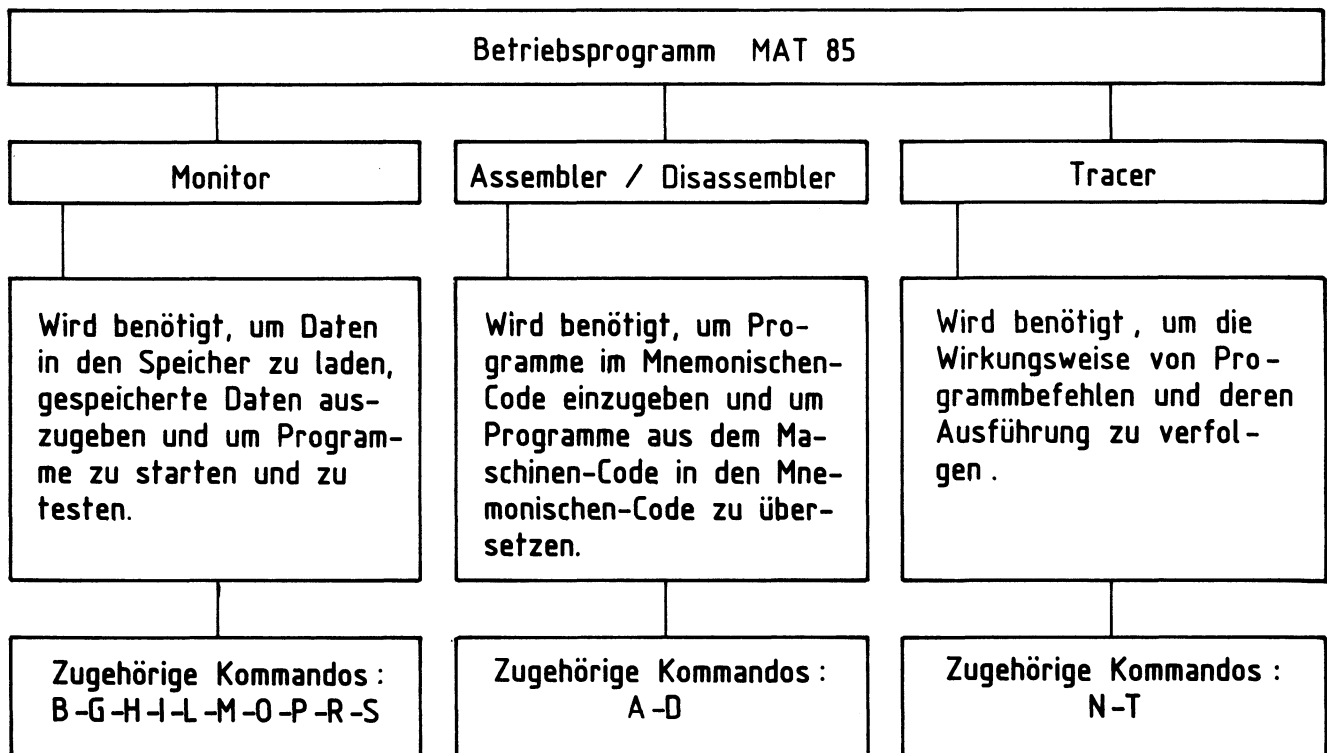 Betriebsprogramm MAT 85
Monitor
Assembler / Disassembler
Tracer
Wird benötigt, um Daten
in den Speicher zu laden,
gespeicherte Daten aus-
zugeben und um Program-
me zu starten und zu
testen.
Wird benötigt, um Pro-
gramme im Mnemonischen-
Code einzugeben und um
Programme aus dem Ma-
schinen-Code in den Mne-
monischen-Code zu über-
setzen.
Wird benötigt, um die
Wirkungsweise von Pro-
grammbefehlen und deren
Ausführung zu verfol-
gen.
Zugehörige Kommandos:
B-G-H-I-L-M-O-P-R-S
Zugehörige Kommandos:
A-D
Zugehörige Kommandos:
N-T